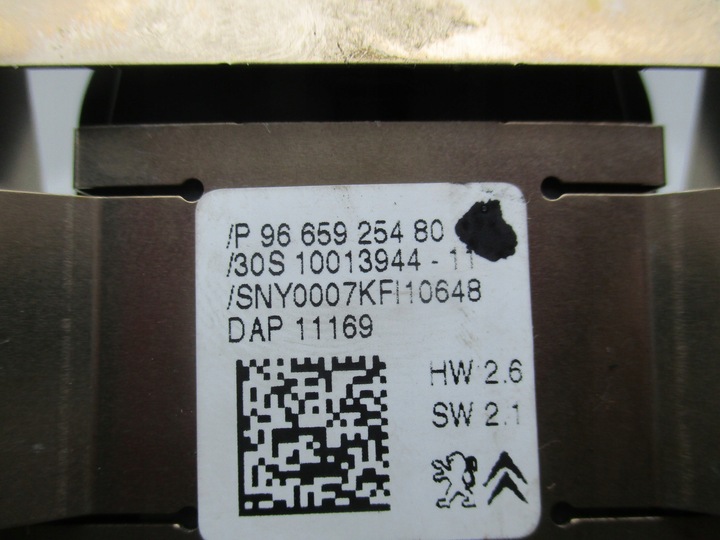 /P 96 659 254 80
/30S 10013944 - 11
/SNY0007KFI10648
DAP 11169
HW 2.6
SW 2.1